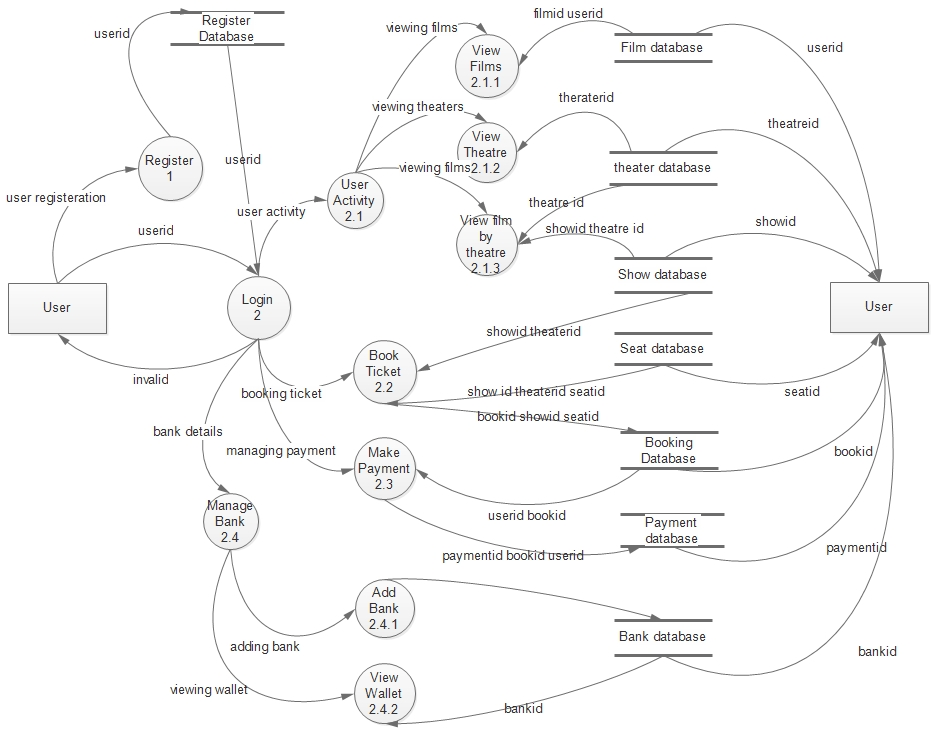 filmid userid
Register
Database
userid
viewing films
View
Films
2.1.1
Film database
userid
viewing theaters
theraterid
theatreid
View
Theatre
2.1.2
Register
1
userid
viewing films
theater database
user registeration
User
Activity
2.1
user activity
theatre id
View film
by
theatre
2.1.3
showid theatre id
showid
userid
Show database
User
Login
2
User
showid theaterid
Seat database
invalid
Book
Ticket
2.2
booking ticket
show id theaterid seatid
seatid
bookid showid seatid
bank details
managing payment
Make
Payment
2.3
Booking
Database
bookid
userid bookid
Manage
Bank
2.4
Payment
database
paymentid bookid userid
paymentid
Add
Bank
2.4.1
adding bank
Bank database
bankid
viewing wallet
View
Wallet
2.4.2
bankid